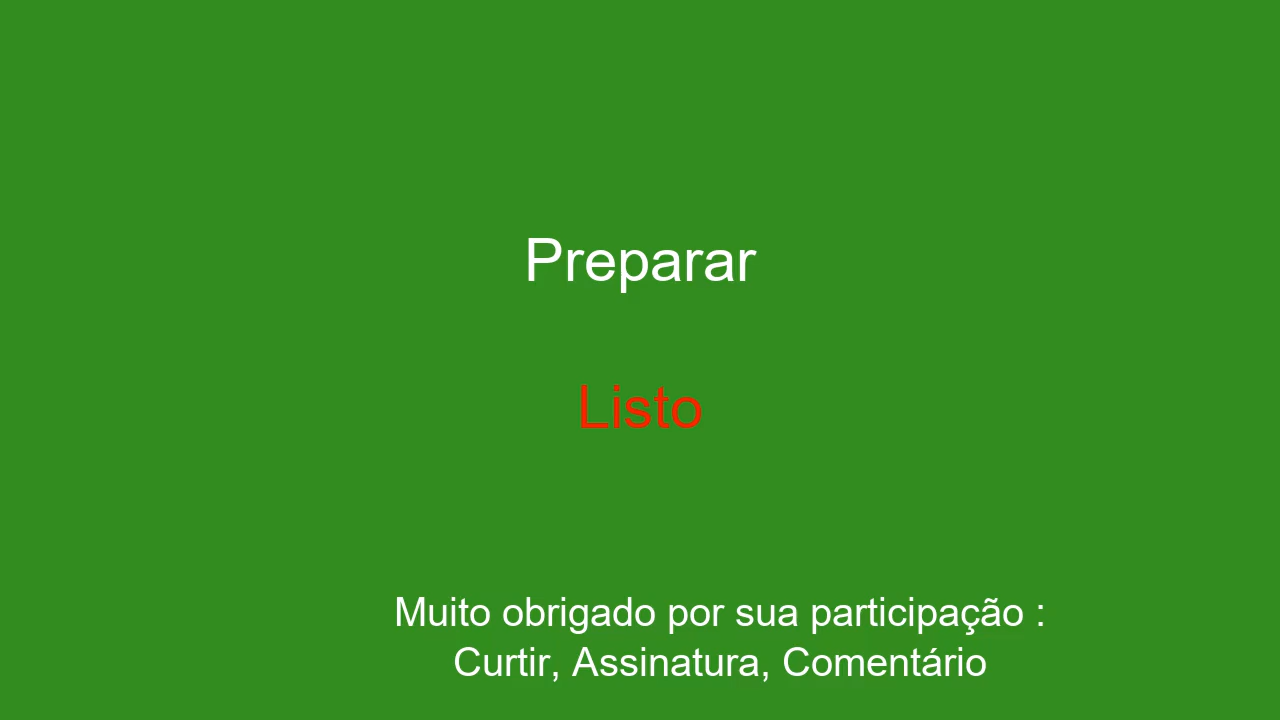 Preparar
Listo
Muito obrigado por sua participação :
Curtir, Assinatura, Comentário